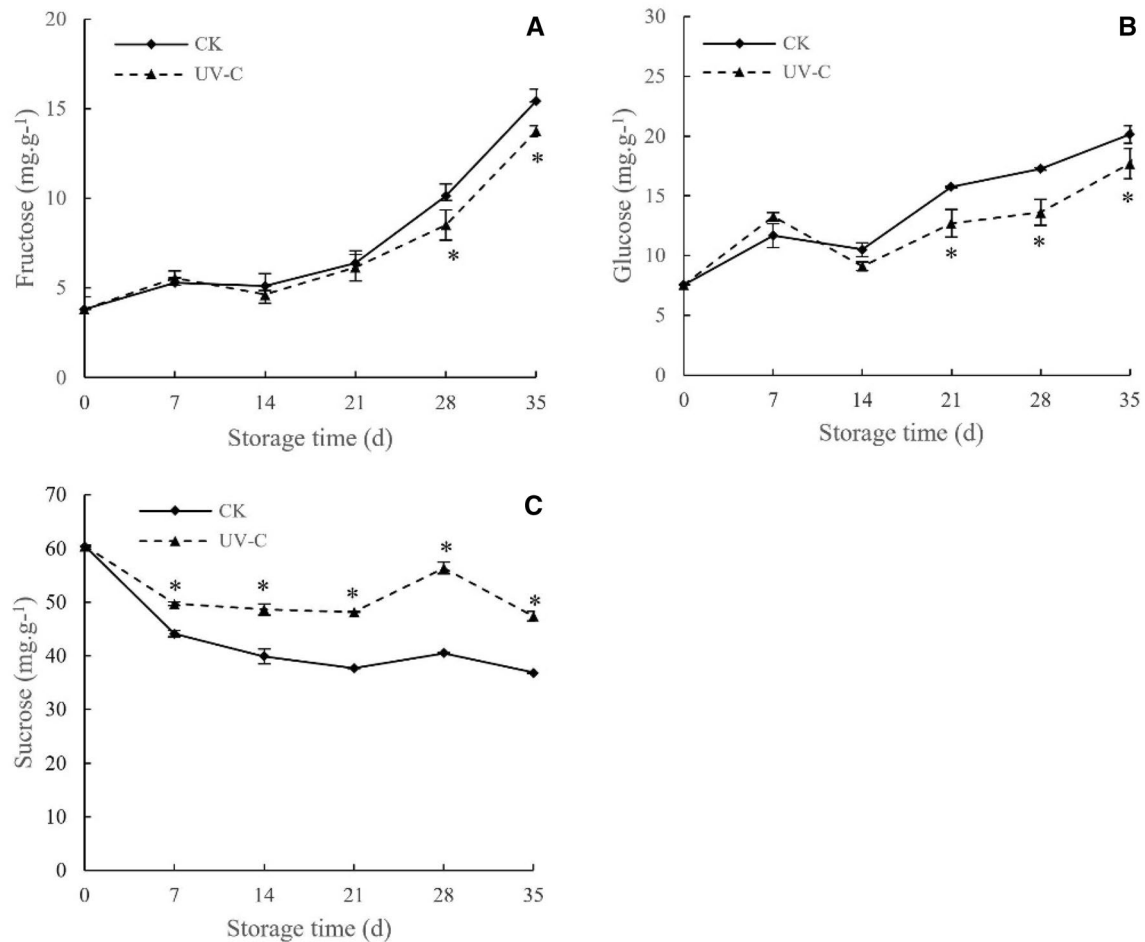 A
CK
UV-C
Fructose (mg.g-¹)
20
15
10
5
0
0 7 14 21 28 35
Storage time (d)
*
*
B
CK
UV-C
Glucose (mg.g-¹)
30
25
20
15
10
5
0
0 7 14 21 28 35
Storage time (d)
*
*
*
C
CK
UV-C
Sucrose (mg.g-¹)
70
60
50
40
30
20
10
0
0 7 14 21 28 35
Storage time (d)
*
*
*
*
*